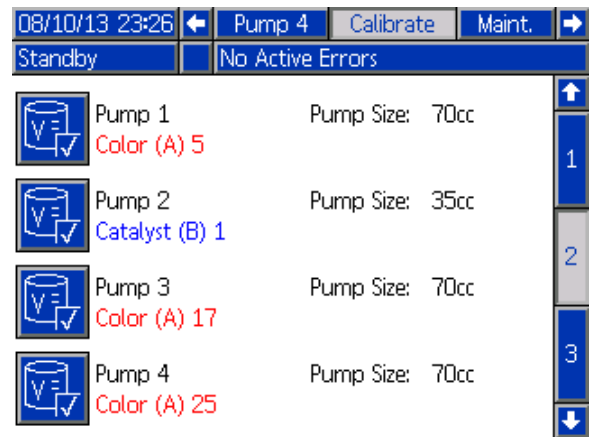 08/10/13 23:26 Pump 4 Calibrate Maint.
Standby No Active Errors
Pump 1 Pump Size: 70cc
Color (A) 5
1
Pump 2 Pump Size: 35cc
Catalyst (B) 1
2
Pump 3 Pump Size: 70cc
Color (A) 17
3
Pump 4 Pump Size: 70cc
Color (A) 25